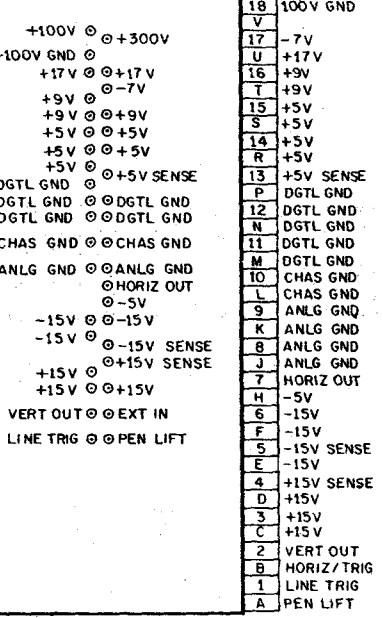 +100V +300V
-100V GND
+17V +17V
-7V
+9V
+9V +9V
+5V +5V
+5V +5V
+5V
+5V SENSE
DGTL GND
DGTL GND DGTL GND
DGTL GND DGTL GND
CHAS GND CHAS GND
ANLG GND ANLG GND
HORIZ OUT
-5V
-15V -15V
-15V
-15V SENSE
+15V SENSE
+15V
+15V +15V
VERT OUT EXT IN
LINE TRIG PEN LIFT
18 100V GND
V
17 -7V
U +17V
16 +9V
T +9V
15 +5V
S +5V
14 +5V
R +5V
13 +5V SENSE
P DGTL GND
12 DGTL GND
N DGTL GND
11 DGTL GND
M DGTL GND
10 CHAS GND
L CHAS GND
9 ANLG GND
K ANLG GND
8 ANLG GND
J ANLG GND
7 HORIZ OUT
H -5V
6 -15V
F -15V
5 -15V SENSE
E -15V
4 +15V SENSE
D +15V
3 +15V
C +15V
2 VERT OUT
B HORIZ/TRIG
1 LINE TRIG
A PEN LIFT